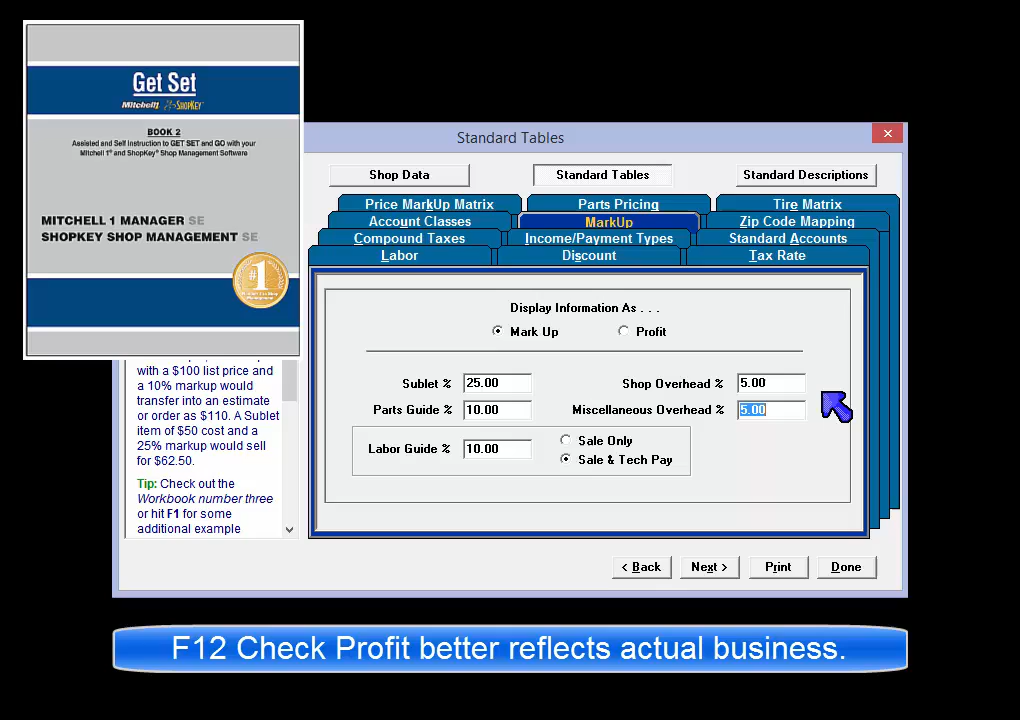 Get Set
Mitchell1 SHOPKEY
BOOK 2
Assisted and Self Instruction to GET SET and GO with your
Mitchell 1® and ShopKey® Shop Management Software
MITCHELL 1 MANAGER SE
SHOPKEY SHOP MANAGEMENT SE
#1
Standard Tables
Shop Data
Standard Tables
Standard Descriptions
Price MarkUp Matrix
Parts Pricing
Tire Matrix
Account Classes
MarkUp
Zip Code Mapping
Compound Taxes
Income/Payment Types
Standard Accounts
Labor
Discount
Tax Rate
with a $100 list price and
a 10% markup would
transfer into an estimate
or order as $110. A Sublet
item of $50 cost and a
25% markup would sell
for $62.50.
Tip: Check out the
Workbook number three
or hit F1 for some
additional example
Display Information As . . .
Mark Up
Profit
Sublet % 25.00
Shop Overhead % 5.00
Parts Guide % 10.00
Miscellaneous Overhead % 5.00
Labor Guide % 10.00
Sale Only
Sale & Tech Pay
< Back
Next >
Print
Done
F12 Check Profit better reflects actual business.